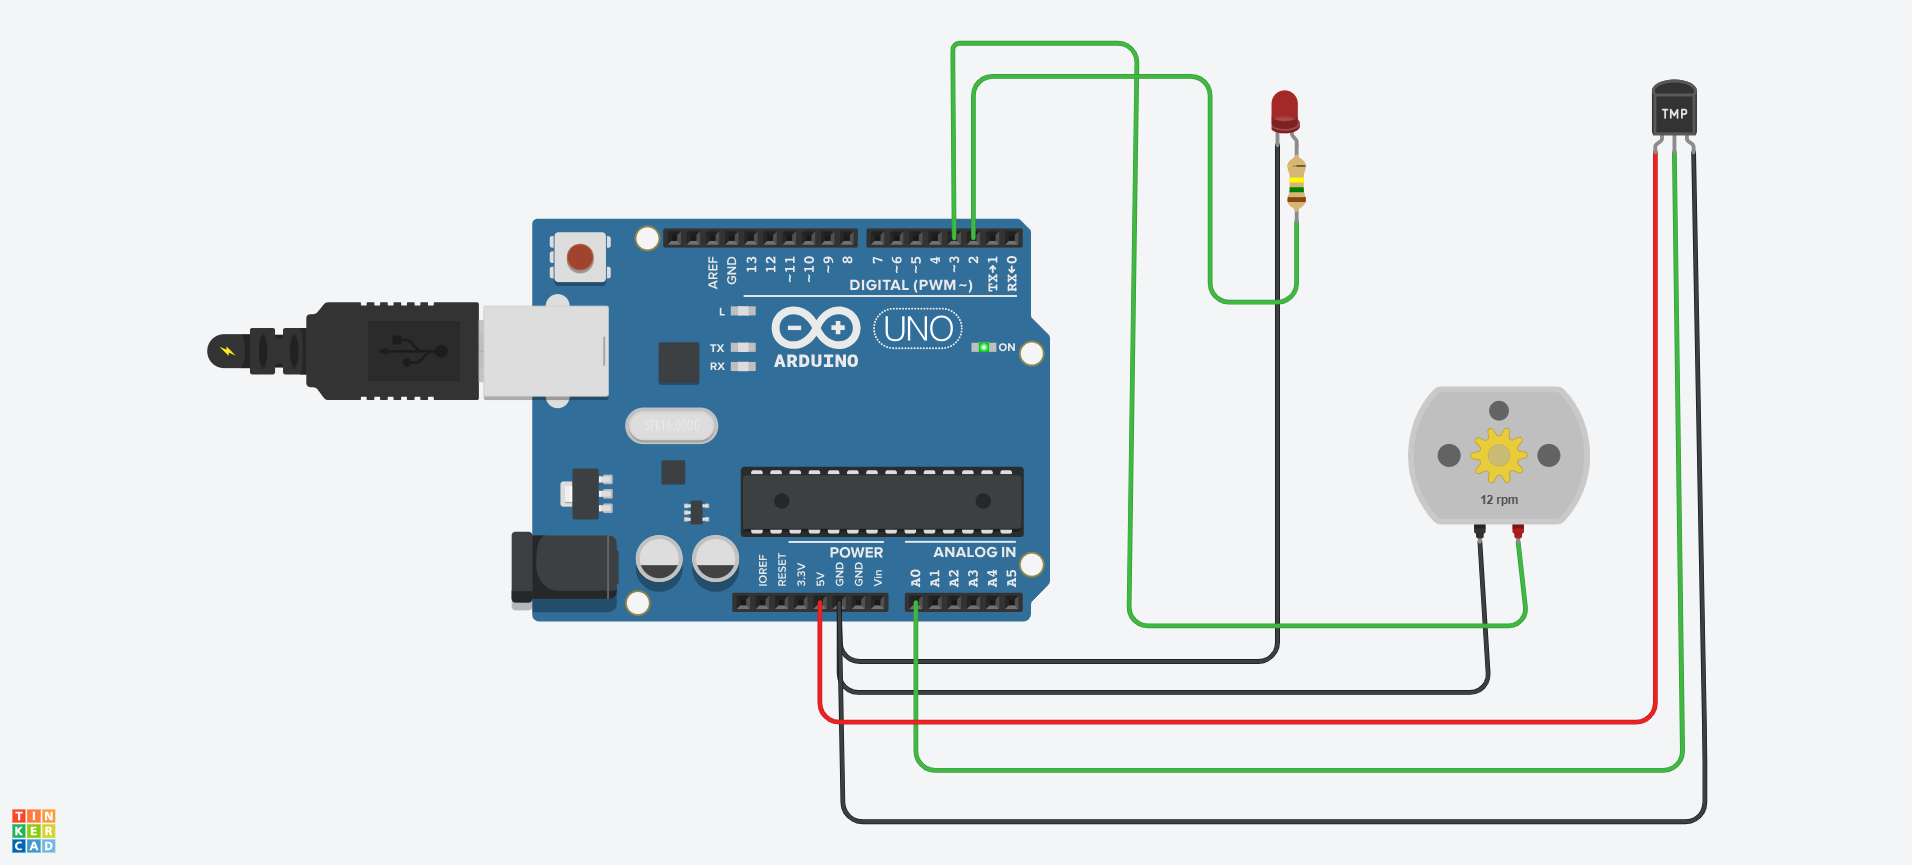 TMP
AREF
GND
13
12
~11
~10
~9
8
7
~6
~5
4
~3
2
TX→1
RX←0
DIGITAL (PWM~)
L
UNO
TX
RX
ON
ARDUINO
SPK16.000G
12 rpm
POWER
ANALOG IN
IOREF
RESET
3.3V
5V
GND
GND
Vin
A0
A1
A2
A3
A4
A5
TIN
KER
CAD